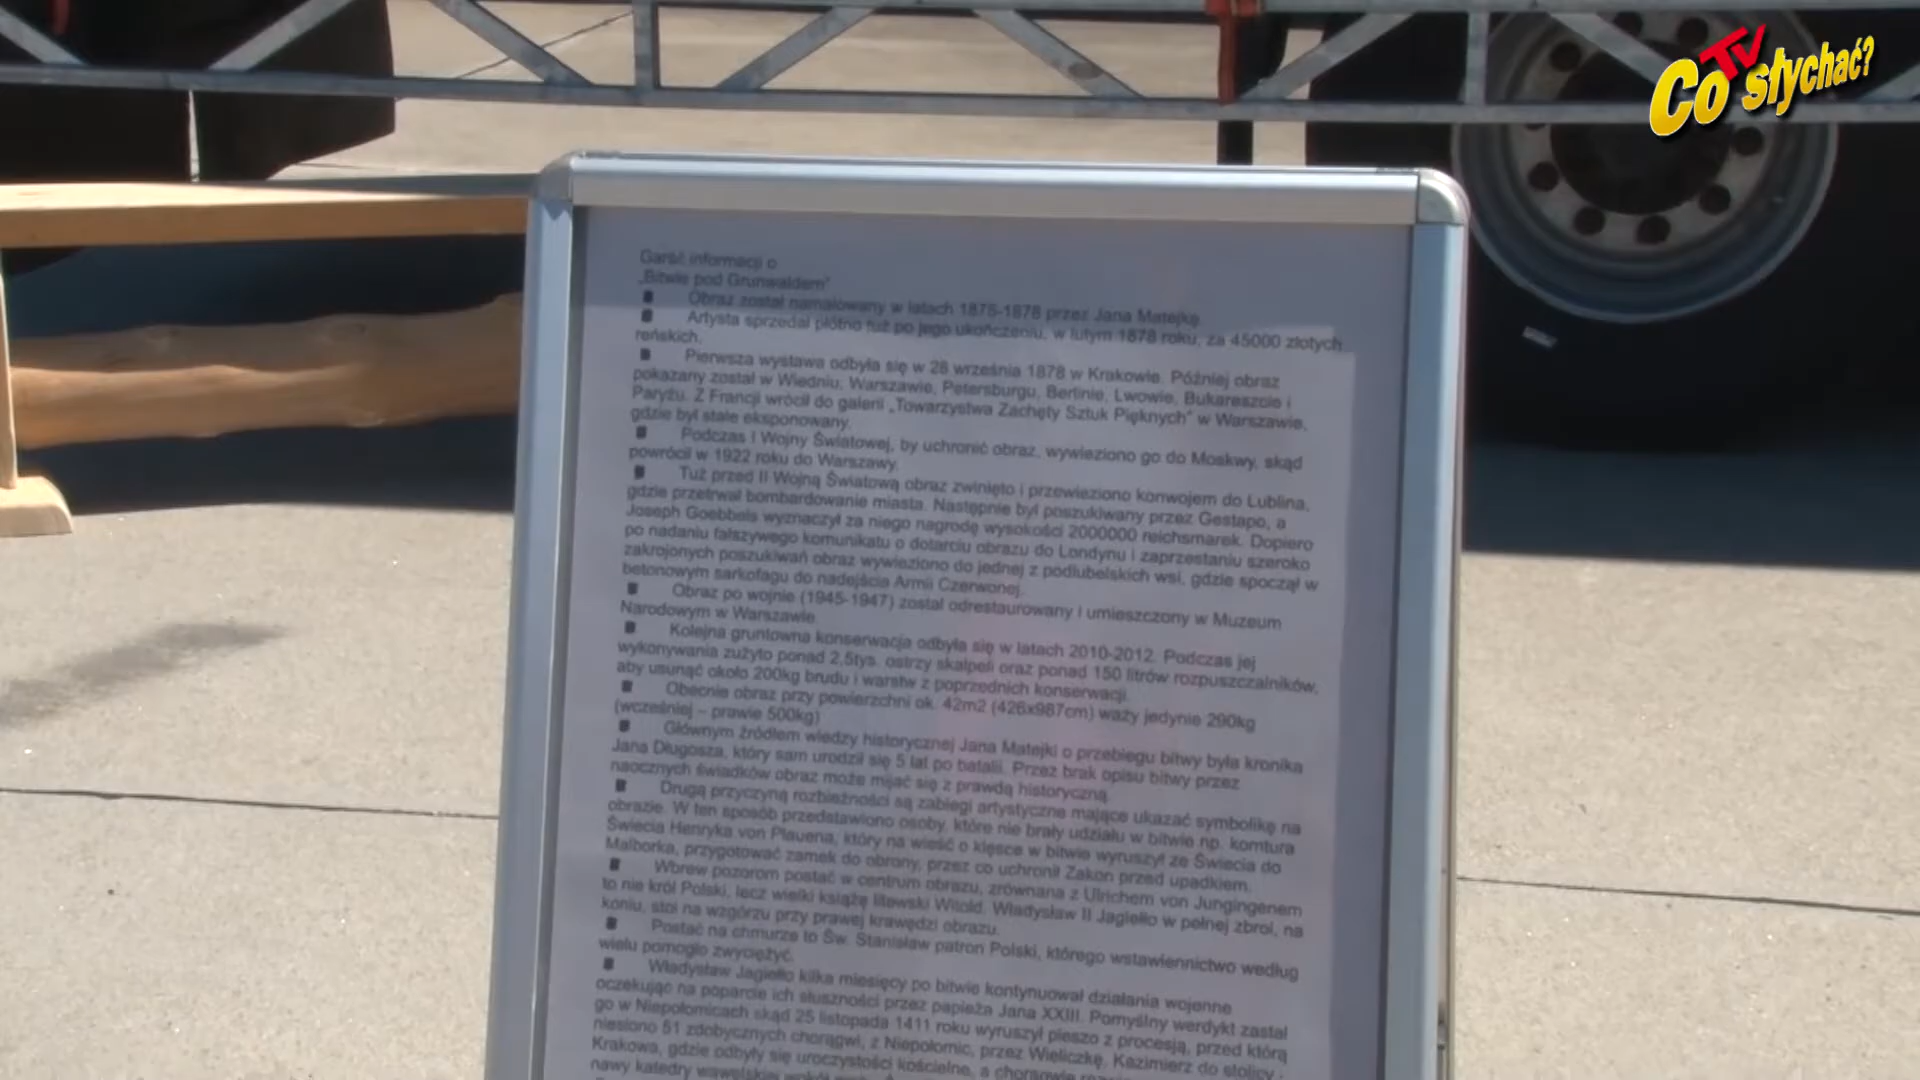 TV
Co słychać?
Garść informacji o
„Bitwie pod Grunwaldem”
Obraz został namalowany w latach 1875-1878 przez Jana Matejkę
Artysta sprzedał płótno tuż po jego ukończeniu, w lutym 1878 roku, za 45000 złotych
reńskich.
Pierwsza wystawa odbyła się w 28 września 1878 w Krakowie. Później obraz
pokazany został w Wiedniu, Warszawie, Petersburgu, Berlinie, Lwowie, Bukareszcie i
Paryżu. Z Francji wrócił do galerii „Towarzystwa Zachęty Sztuk Pięknych” w Warszawie,
gdzie był stale eksponowany.
Podczas I Wojny Światowej, by uchronić obraz, wywieziono go do Moskwy, skąd
powrócił w 1922 roku do Warszawy.
Tuż przed II Wojną Światową obraz zwinięto i przewieziono konwojem do Lublina,
gdzie przetrwał bombardowanie miasta. Następnie był poszukiwany przez Gestapo, a
Joseph Goebbels wyznaczył za niego nagrodę wysokości 2000000 reichsmarek. Dopiero
po nadaniu fałszywego komunikatu o dotarciu obrazu do Londynu i zaprzestaniu szeroko
zakrojonych poszukiwań obraz wywieziono do jednej z podlubelskich wsi, gdzie spoczął w
betonowym sarkofagu do nadejścia Armii Czerwonej.
Obraz po wojnie (1945-1947) został odrestaurowany i umieszczony w Muzeum
Narodowym w Warszawie.
Kolejna gruntowna konserwacja odbyła się w latach 2010-2012. Podczas jej
wykonywania zużyto ponad 2,5tys. ostrzy skalpeli oraz ponad 150 litrów rozpuszczalników,
aby usunąć około 200kg brudu i warstw z poprzednich konserwacji.
Obecnie obraz przy powierzchni ok. 42m2 (426x987cm) waży jedynie 290kg
(wcześniej – prawie 500kg)
Głównym źródłem wiedzy historycznej Jana Matejki o przebiegu bitwy była kronika
Jana Długosza, który sam urodził się 5 lat po batalii. Przez brak opisu bitwy przez
naocznych świadków obraz może mijać się z prawdą historyczną.
Drugą przyczyną rozbieżności są zabiegi artystyczne mające ukazać symbolikę na
obrazie. W ten sposób przedstawiono osoby, które nie brały udziału w bitwie np. komtura
Świecia Henryka von Plauena, który na wieść o klęsce w bitwie wyruszył ze Świecia do
Malborka, przygotować zamek do obrony, przez co uchronił Zakon przed upadkiem.
Wbrew pozorom postać w centrum obrazu, zrównana z Ulrichem von Jungingenem
to nie król Polski, lecz wielki książę litewski Witold. Władysław II Jagiełło w pełnej zbroi, na
koniu, stoi na wzgórzu przy prawej krawędzi obrazu.
Postać na chmurze to Św. Stanisław patron Polski, którego wstawiennictwo według
wielu pomogło zwyciężyć.
Władysław Jagiełło kilka miesięcy po bitwie kontynuował działania wojenne
oczekując na poparcie ich słuszności przez papieża Jana XXIII. Pomyślny werdykt zastał
go w Niepołomicach skąd 25 listopada 1411 roku wyruszył pieszo z procesją, przed którą
niesiono 51 zdobycznych chorągwi, z Niepołomic, przez Wieliczkę, Kazimierz do stolicy -
Krakowa, gdzie odbyły się uroczystości kościelne, a chorągwie
nawy katedry wawelskiej